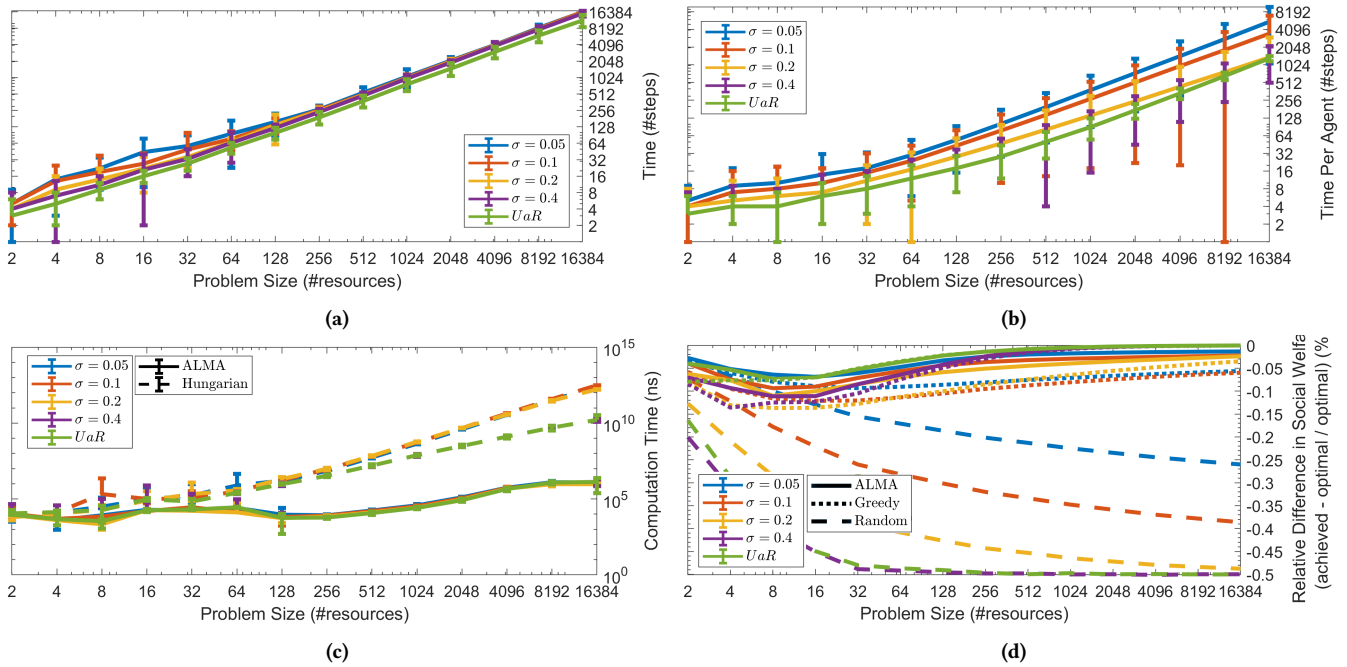 16384
8192
4096
2048
1024
512
256
128
64
32
16
8
4
2
Time (#steps)
σ = 0.05
σ = 0.1
σ = 0.2
σ = 0.4
UaR
2 4 8 16 32 64 128 256 512 1024 2048 4096 8192 16384
Problem Size (#resources)
(a)
8192
4096
2048
1024
512
256
128
64
32
16
8
4
2
Time Per Agent (#steps)
σ = 0.05
σ = 0.1
σ = 0.2
σ = 0.4
UaR
2 4 8 16 32 64 128 256 512 1024 2048 4096 8192 16384
Problem Size (#resources)
(b)
10^15
10^10
10^5
10^0
Computation Time (ns)
σ = 0.05
σ = 0.1
σ = 0.2
σ = 0.4
UaR
ALMA
Hungarian
2 4 8 16 32 64 128 256 512 1024 2048 4096 8192 16384
Problem Size (#resources)
(c)
0
-0.05
-0.1
-0.15
-0.2
-0.25
-0.3
-0.35
-0.4
-0.45
-0.5
Relative Difference in Social Welfe
(achieved - optimal / optimal) (%
σ = 0.05
σ = 0.1
σ = 0.2
σ = 0.4
UaR
ALMA
Greedy
Random
2 4 8 16 32 64 128 256 512 1024 2048 4096 16384
Problem Size (#resources)
(d)